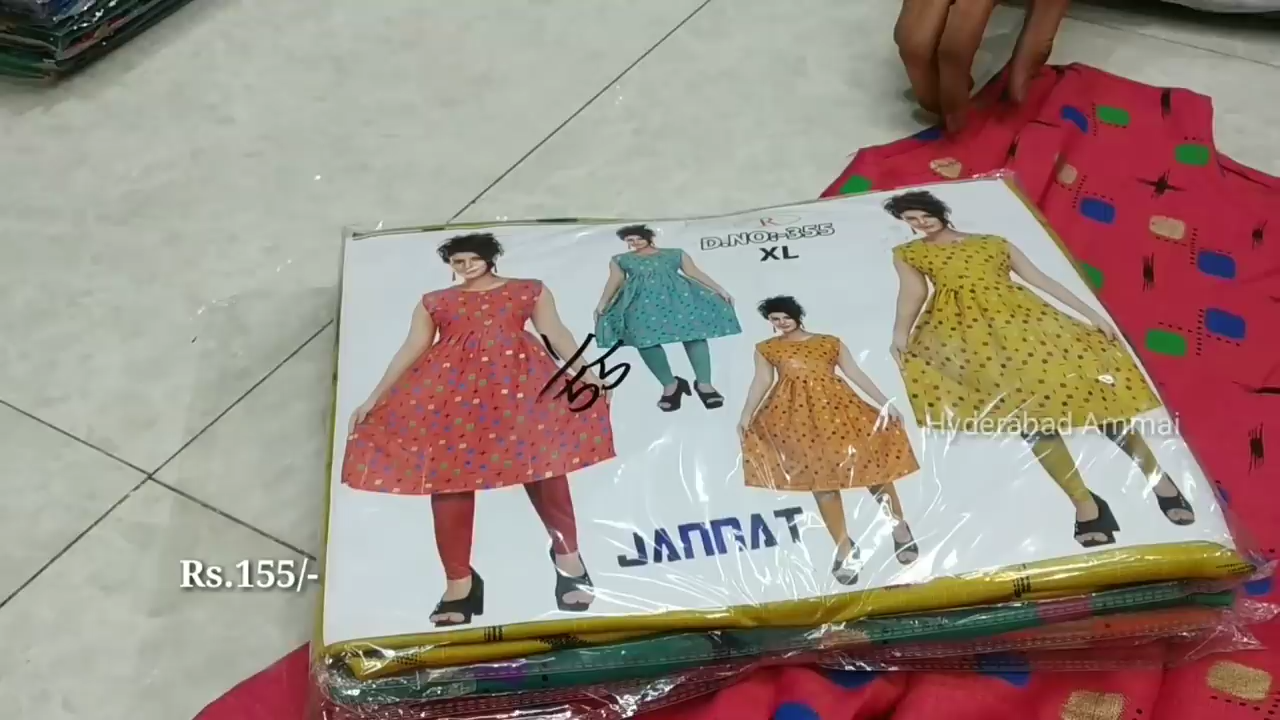 R
D.NO:-355
XL
155
Hyderabad Ammai
JANNAT
Rs.155/-